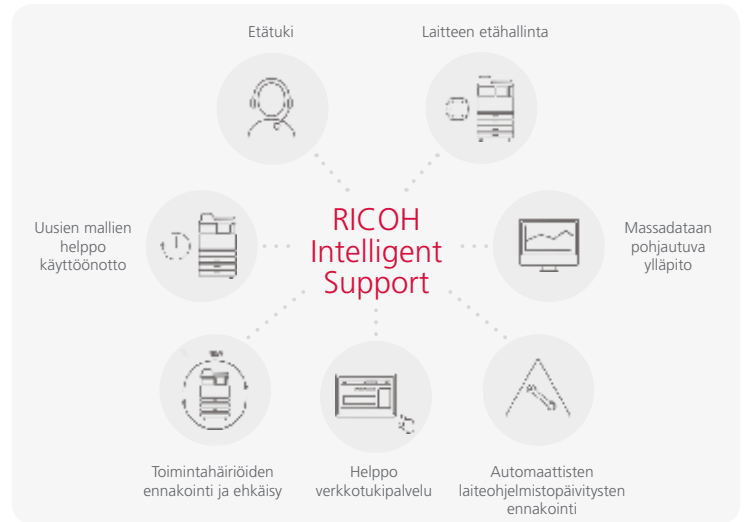 Etätuki
Laitteen etähallinta
Uusien mallien
helppo
käyttöönotto
RICOH
Intelligent
Support
Massadataan
pohjautuva
ylläpito
Toimintahäiriöiden
ennakointi ja ehkäisy
Helppo
verkkotukipalvelu
Automaattisten
laiteohjelmistopäivitysten
ennakointi